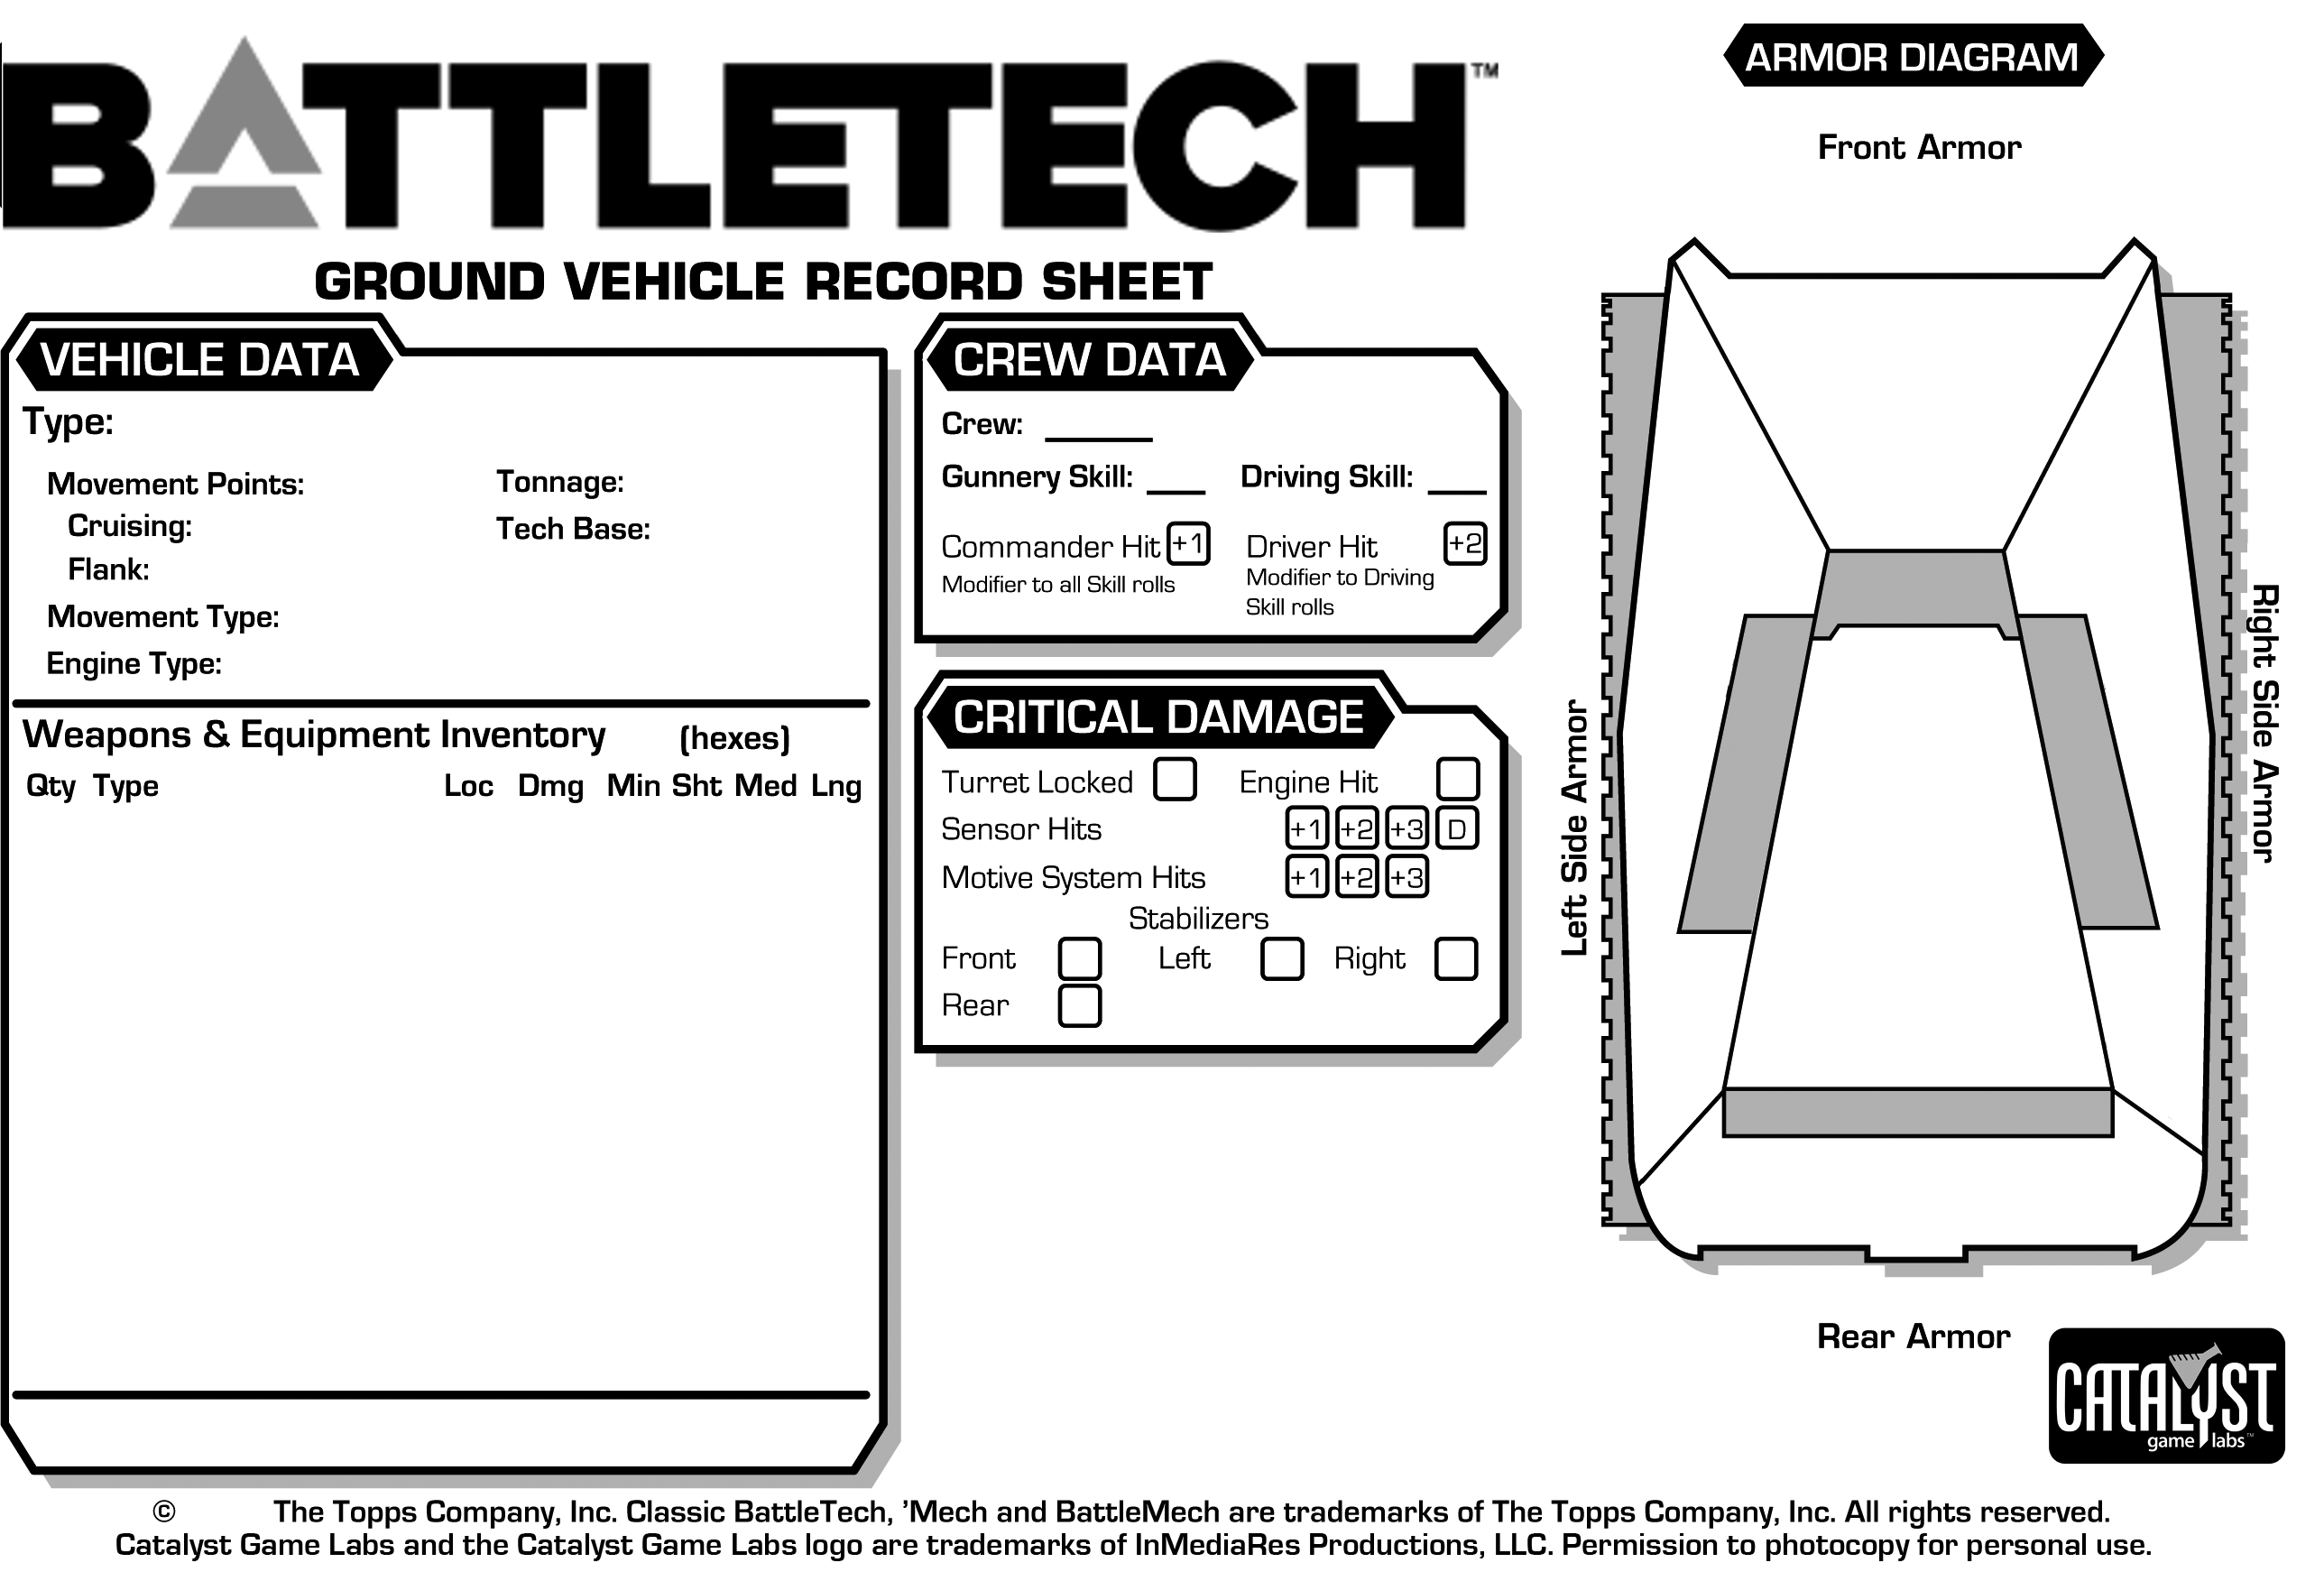 BATTLETECH™
GROUND VEHICLE RECORD SHEET
VEHICLE DATA
Type:
Movement Points:
Cruising:
Flank:
Movement Type:
Engine Type:
Tonnage:
Tech Base:
Weapons & Equipment Inventory (hexes)
Qty Type Loc Dmg Min Sht Med Lng
CREW DATA
Crew: ______
Gunnery Skill: ___ Driving Skill: ___
Commander Hit +1 Driver Hit +2
Modifier to all Skill rolls
Modifier to Driving
Skill rolls
CRITICAL DAMAGE
Turret Locked Engine Hit
Sensor Hits +1 +2 +3 D
Motive System Hits +1 +2 +3
Stabilizers
Front Left Right
Rear
ARMOR DIAGRAM
Front Armor
Left Side Armor
Right Side Armor
Rear Armor
CATALYST
game labs™
© The Topps Company, Inc. Classic BattleTech, ’Mech and BattleMech are trademarks of The Topps Company, Inc. All rights reserved.
Catalyst Game Labs and the Catalyst Game Labs logo are trademarks of InMediaRes Productions, LLC. Permission to photocopy for personal use.